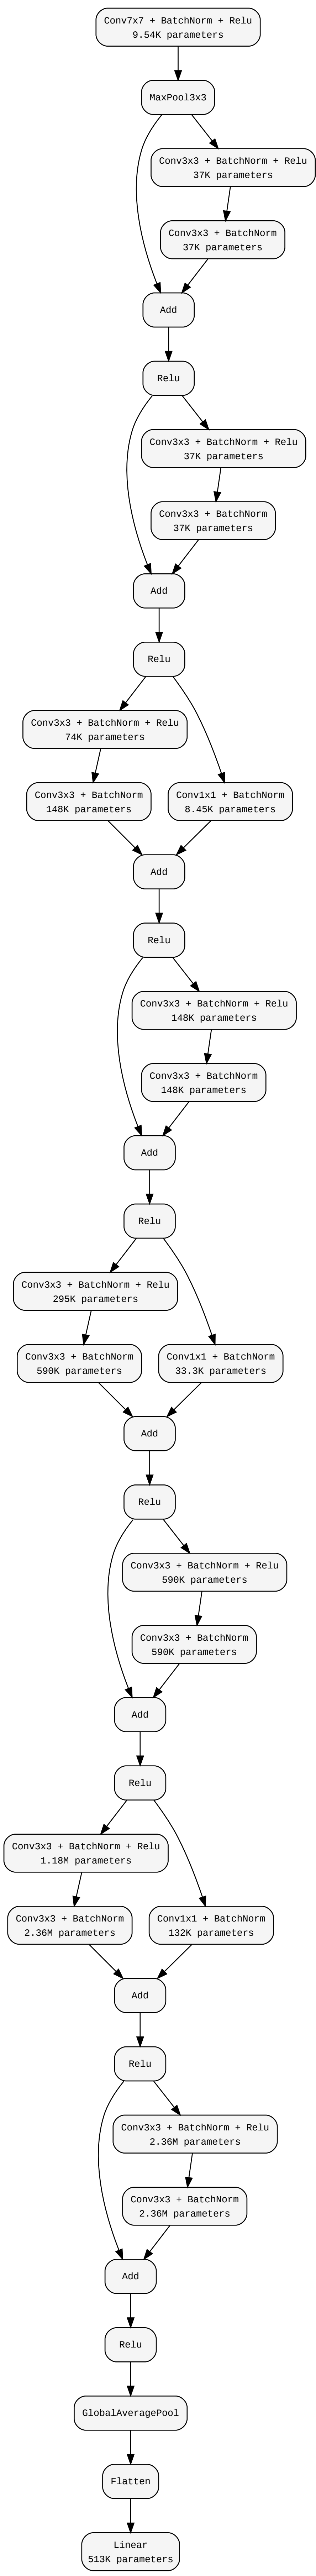 Conv7x7 + BatchNorm + Relu
9.54K parameters
MaxPool3x3
Conv3x3 + BatchNorm + Relu
37K parameters
Conv3x3 + BatchNorm
37K parameters
Add
Relu
Conv3x3 + BatchNorm + Relu
37K parameters
Conv3x3 + BatchNorm
37K parameters
Add
Relu
Conv3x3 + BatchNorm + Relu
74K parameters
Conv3x3 + BatchNorm
148K parameters
Conv1x1 + BatchNorm
8.45K parameters
Add
Relu
Conv3x3 + BatchNorm + Relu
148K parameters
Conv3x3 + BatchNorm
148K parameters
Add
Relu
Conv3x3 + BatchNorm + Relu
295K parameters
Conv3x3 + BatchNorm
590K parameters
Conv1x1 + BatchNorm
33.3K parameters
Add
Relu
Conv3x3 + BatchNorm + Relu
590K parameters
Conv3x3 + BatchNorm
590K parameters
Add
Relu
Conv3x3 + BatchNorm + Relu
1.18M parameters
Conv3x3 + BatchNorm
2.36M parameters
Conv1x1 + BatchNorm
132K parameters
Add
Relu
Conv3x3 + BatchNorm + Relu
2.36M parameters
Conv3x3 + BatchNorm
2.36M parameters
Add
Relu
GlobalAveragePool
Flatten
Linear
513K parameters